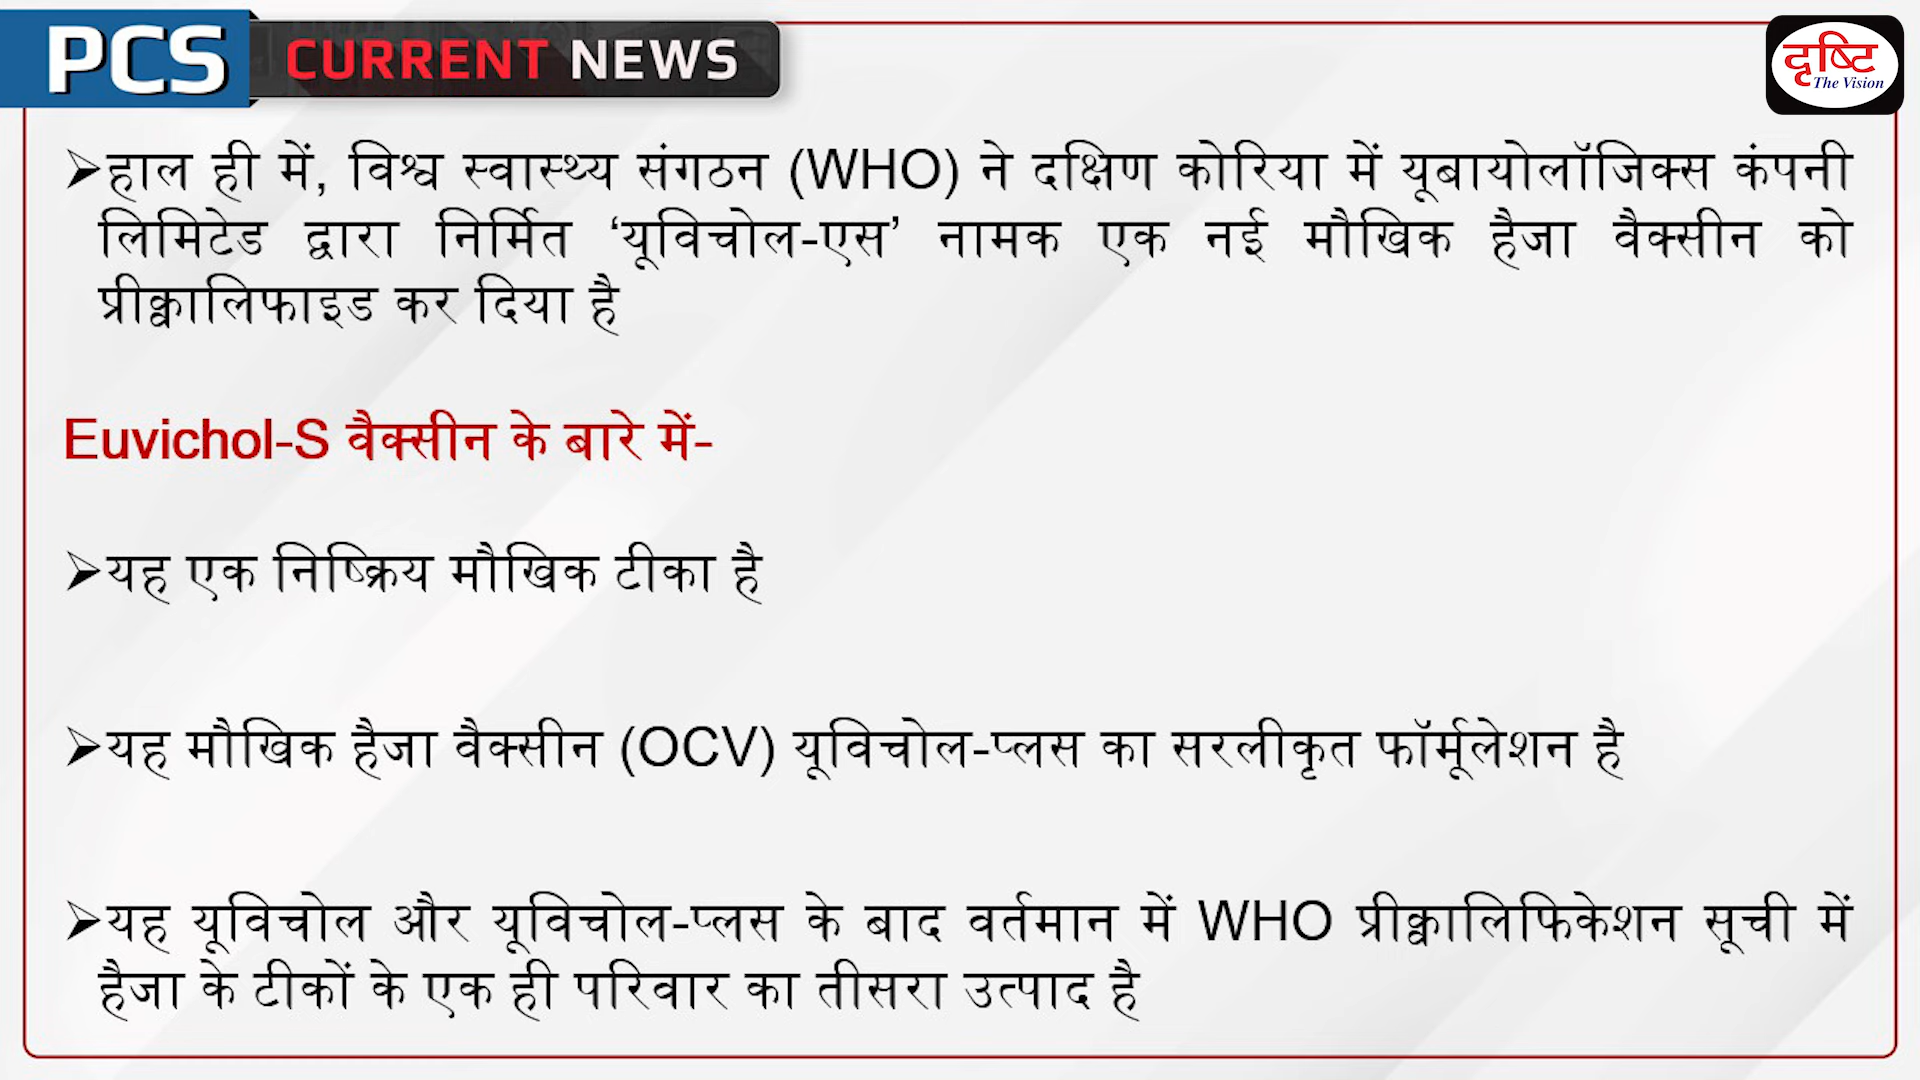 PCS CURRENT NEWS
दृष्टि
The Vision
➢हाल ही में, विश्व स्वास्थ्य संगठन (WHO) ने दक्षिण कोरिया में यूबायोलॉजिक्स कंपनी
लिमिटेड द्वारा निर्मित ‘यूविचोल-एस’ नामक एक नई मौखिक हैजा वैक्सीन को
प्रीक्वालिफाइड कर दिया है
Euvichol-S वैक्सीन के बारे में-
➢यह एक निष्क्रिय मौखिक टीका है
➢यह मौखिक हैजा वैक्सीन (OCV) यूविचोल-प्लस का सरलीकृत फॉर्मूलेशन है
➢यह यूविचोल और यूविचोल-प्लस के बाद वर्तमान में WHO प्रीक्वालिफिकेशन सूची में
हैजा के टीकों के एक ही परिवार का तीसरा उत्पाद है